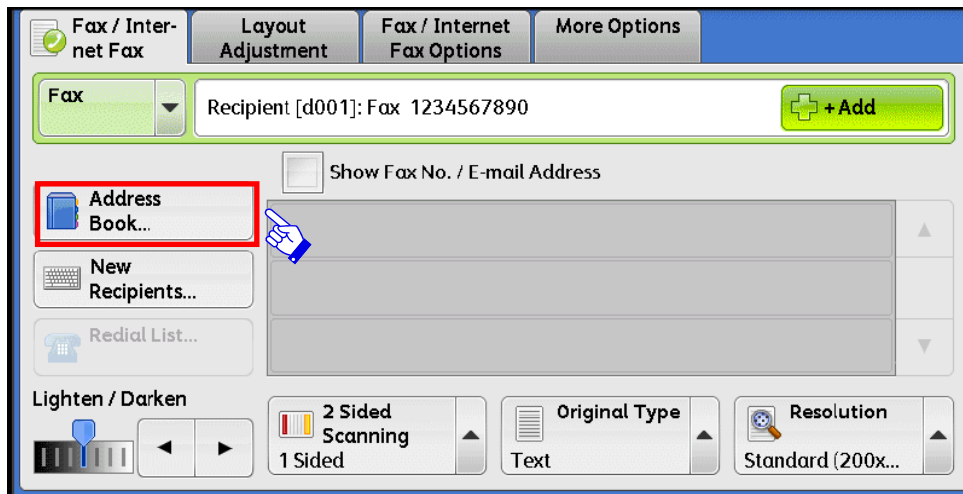 Fax / Inter-
net Fax
Layout
Adjustment
Fax / Internet
Fax Options
More Options
Fax
Recipient [d001]: Fax 1234567890
+Add
Show Fax No. / E-mail Address
Address
Book...
New
Recipients...
Redial List...
Lighten / Darken
2 Sided
Scanning
1 Sided
Original Type
Text
Resolution
Standard (200x...